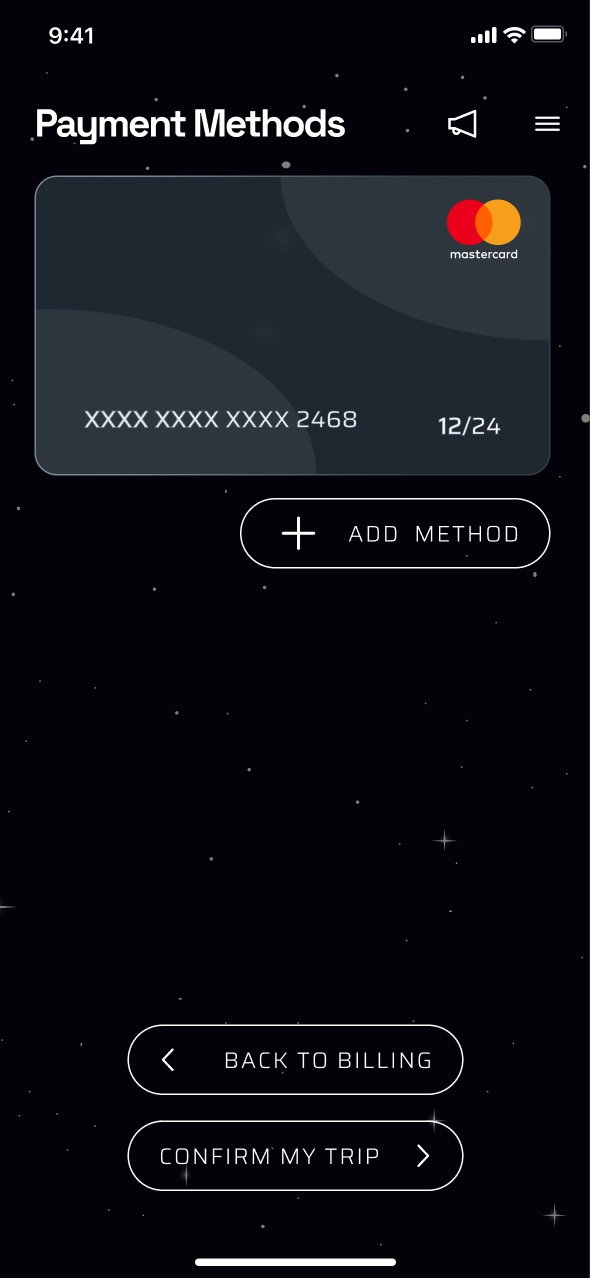 9:41
Payment Methods
mastercard
XXXX XXXX XXXX 2468
12/24
ADD METHOD
BACK TO BILLING
CONFIRM MY TRIP